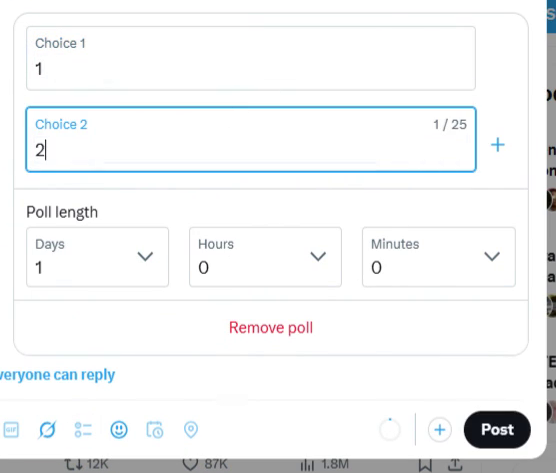 Choice 1
1
Choice 2 1 / 25
2
+
Poll length
Days Hours Minutes
1 0 0
Remove poll
veryone can reply
GIF + Post
12K 87K 1.8M